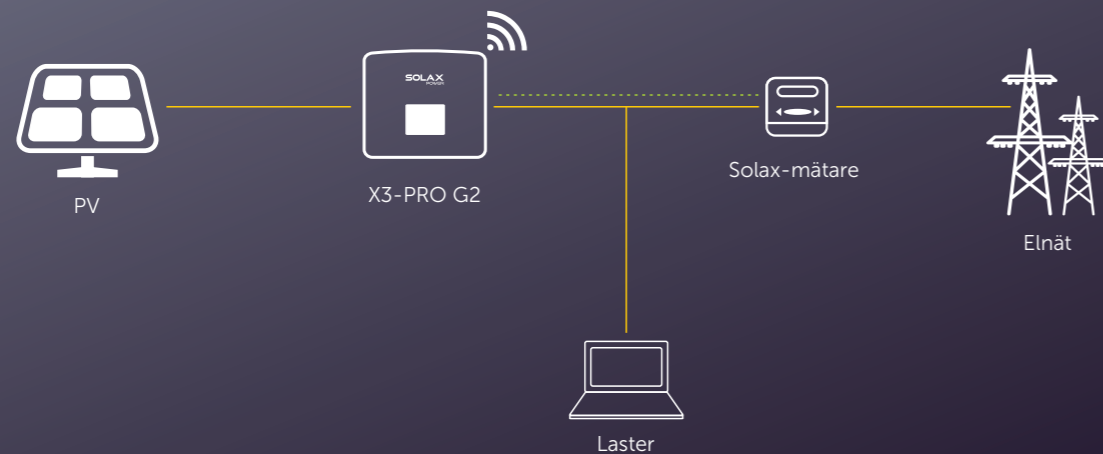 SOLAX
POWER
PV
X3-PRO G2
Solax-mätare
Elnät
Laster